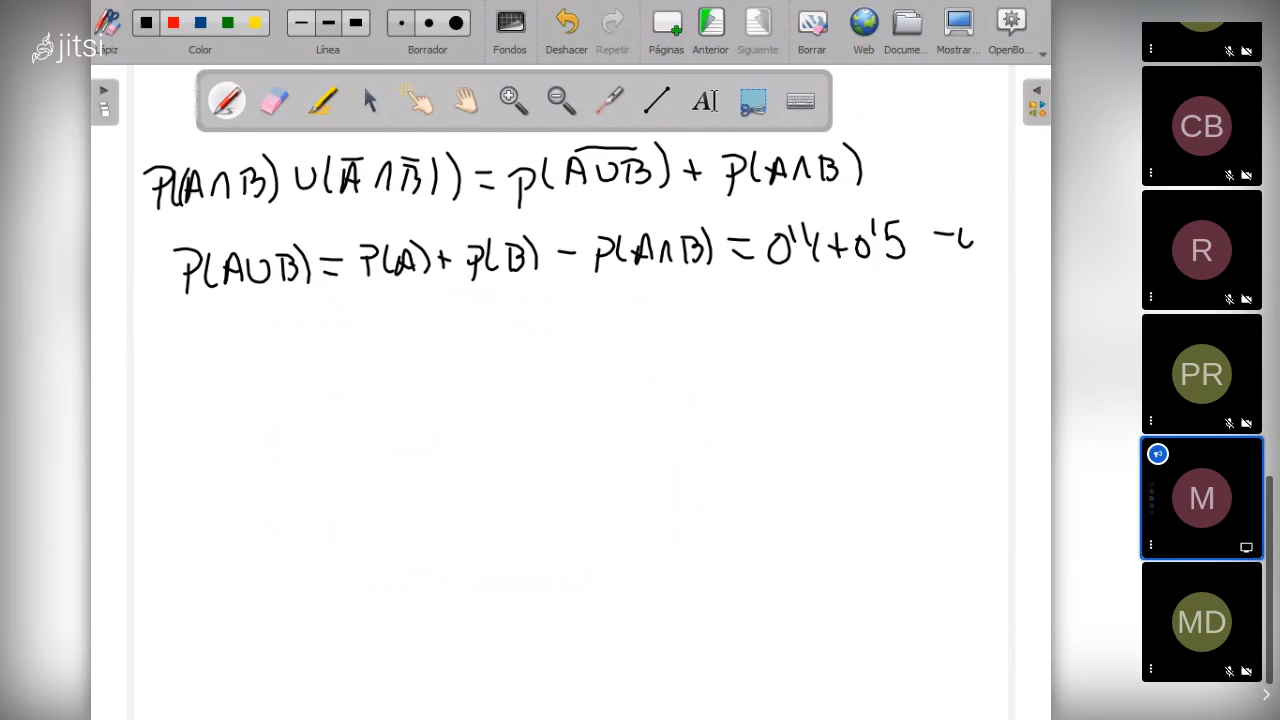 jitsi
Lápiz Color Línea Borrador Fondos Deshacer Repetir Páginas Anterior Siguiente Borrar Web Docume... Mostrar... OpenBo...
AI
P(A∩B) ∪ (A̅ ∩ B̅)) = p(A̅∪̅B̅) + p(A∩B)
P(A∪B) = P(A) + p(B) − p(A∩B) = 0'4 + 0'5 −
CB
R
PR
M
MD